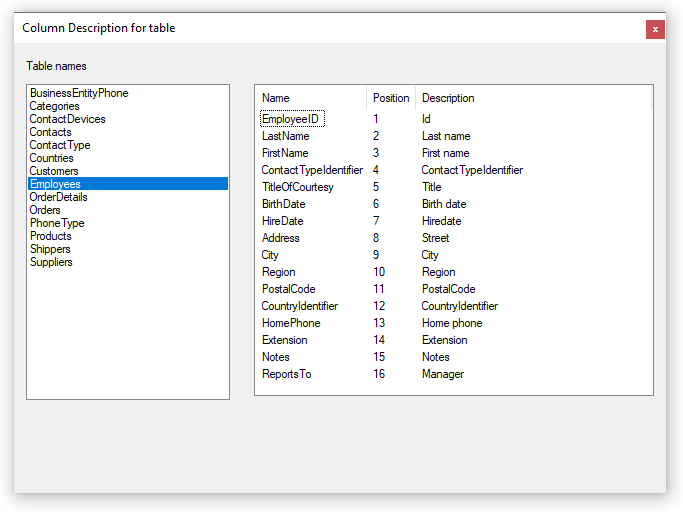 Column Description for table
x
Table names
BusinessEntityPhone
Categories
ContactDevices
Contacts
ContactType
Countries
Customers
Employees
OrderDetails
Orders
PhoneType
Products
Shippers
Suppliers
Name Position Description
EmployeeID 1 Id
LastName 2 Last name
FirstName 3 First name
ContactTypeIdentifier 4 ContactTypeIdentifier
TitleOfCourtesy 5 Title
BirthDate 6 Birth date
HireDate 7 Hiredate
Address 8 Street
City 9 City
Region 10 Region
PostalCode 11 PostalCode
CountryIdentifier 12 CountryIdentifier
HomePhone 13 Home phone
Extension 14 Extension
Notes 15 Notes
ReportsTo 16 Manager